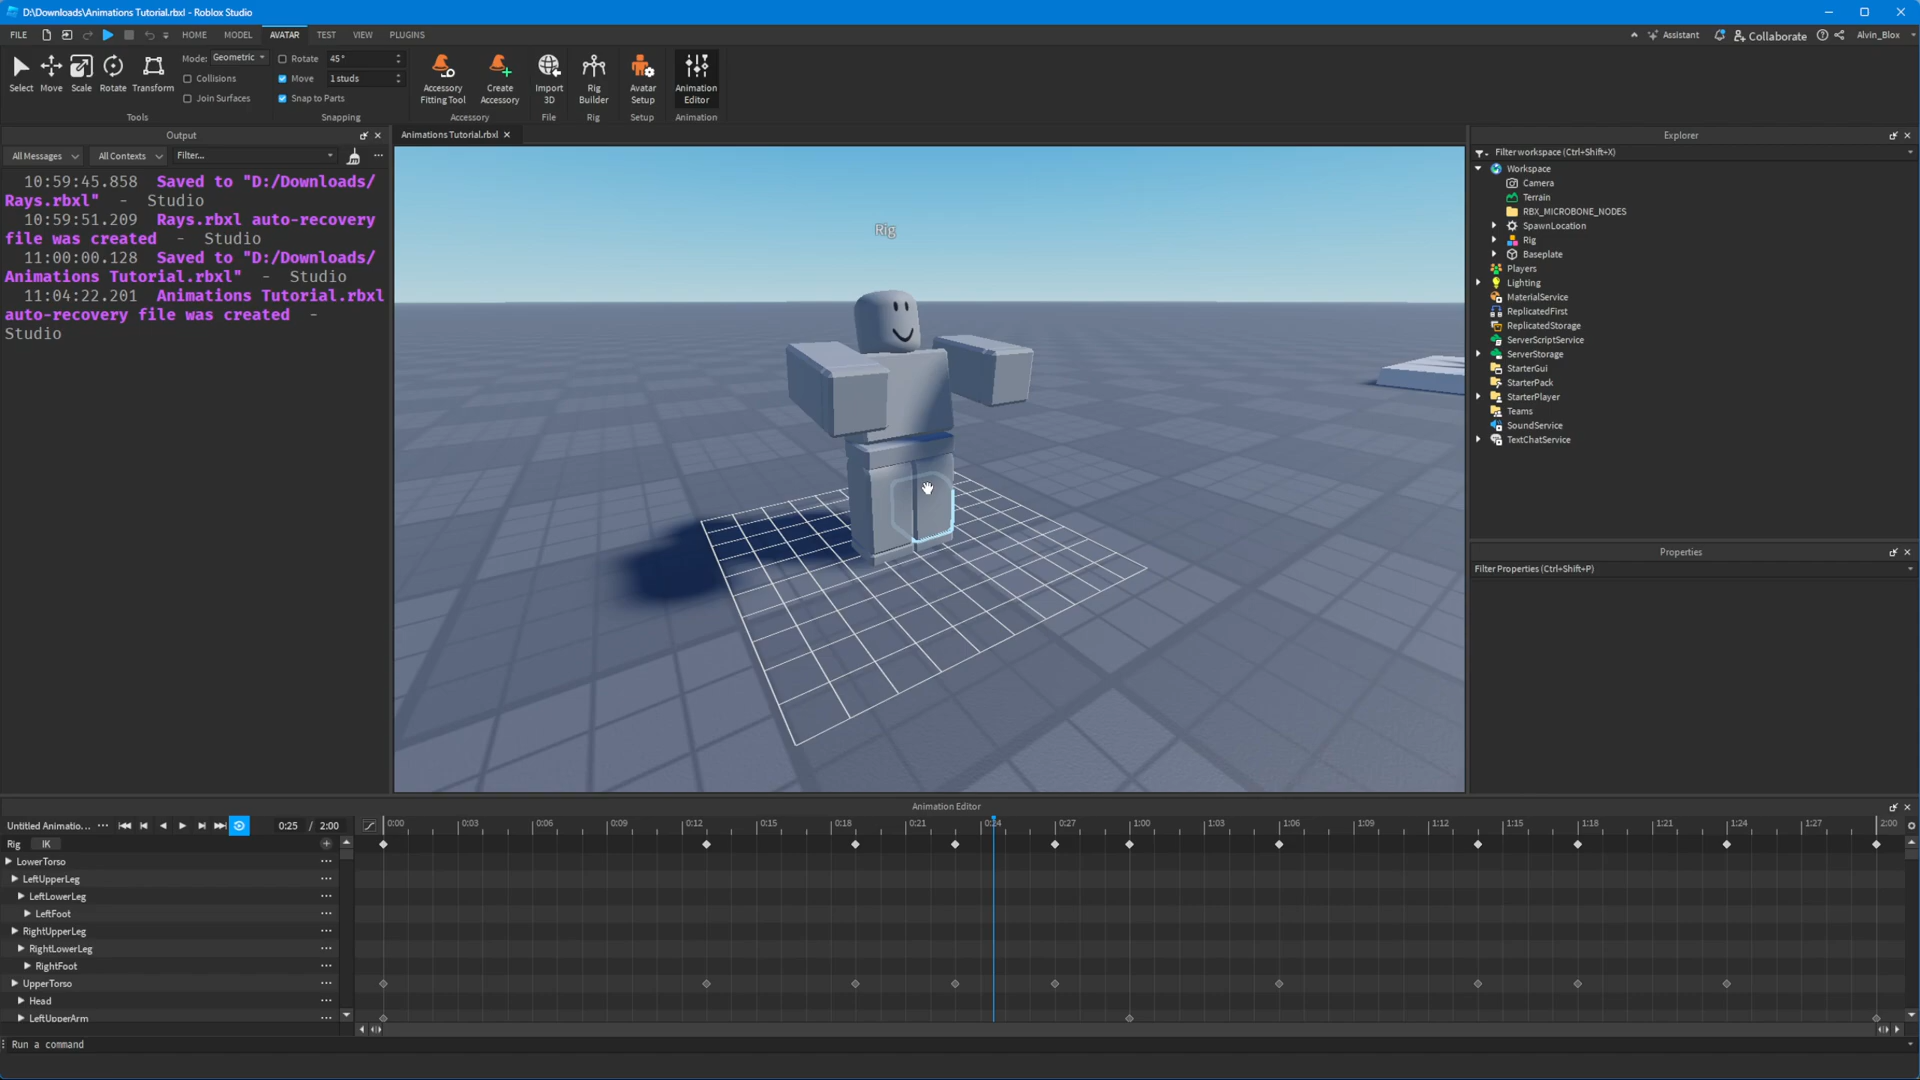 D:\Downloads\Animations Tutorial.rbxl - Roblox Studio
FILE HOME MODEL AVATAR TEST VIEW PLUGINS
Assistant Collaborate Alvin_Blox
Select Move Scale Rotate Transform
Mode: Geometric
Collisions
Join Surfaces
Tools
Rotate 45°
Move 1 studs
Snap to Parts
Snapping
Accessory Fitting Tool
Create Accessory
Accessory
Import 3D
File
Rig Builder
Rig
Avatar Setup
Setup
Animation Editor
Animation
Output
All Messages All Contexts Filter...
10:59:45.858 Saved to "D:/Downloads/
Rays.rbxl" - Studio
10:59:51.209 Rays.rbxl auto-recovery
file was created - Studio
11:00:00.128 Saved to "D:/Downloads/
Animations Tutorial.rbxl" - Studio
11:04:22.201 Animations Tutorial.rbxl
auto-recovery file was created -
Studio
Animations Tutorial.rbxl
Rig
Explorer
Filter workspace (Ctrl+Shift+X)
Workspace
Camera
Terrain
RBX_MICROBONE_NODES
SpawnLocation
Rig
Baseplate
Players
Lighting
MaterialService
ReplicatedFirst
ReplicatedStorage
ServerScriptService
ServerStorage
StarterGui
StarterPack
StarterPlayer
Teams
SoundService
TextChatService
Properties
Filter Properties (Ctrl+Shift+P)
Animation Editor
Untitled Animatio... 0:25 / 2:00
0:00 0:03 0:06 0:09 0:12 0:15 0:18 0:21 0:24 0:27 1:00 1:03 1:06 1:09 1:12 1:15 1:18 1:21 1:24 1:27 2:00
Rig IK
LowerTorso
LeftUpperLeg
LeftLowerLeg
LeftFoot
RightUpperLeg
RightLowerLeg
RightFoot
UpperTorso
Head
LeftUpperArm
Run a command